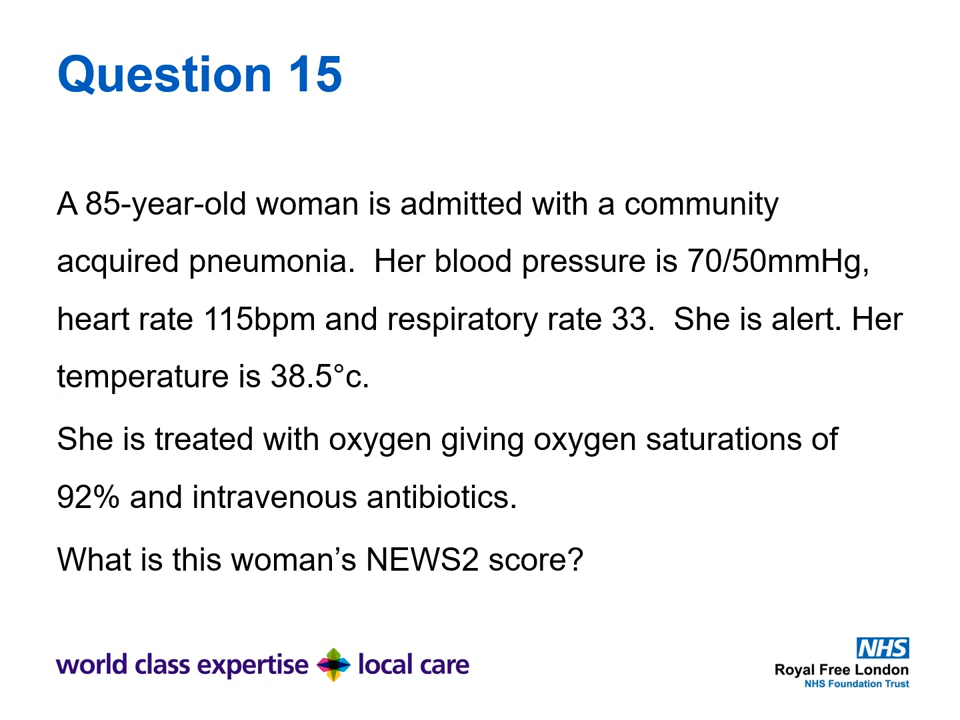 Question 15
A 85-year-old woman is admitted with a community
acquired pneumonia.  Her blood pressure is 70/50mmHg,
heart rate 115bpm and respiratory rate 33.  She is alert. Her
temperature is 38.5°c.
She is treated with oxygen giving oxygen saturations of
92% and intravenous antibiotics.
What is this woman’s NEWS2 score?
world class expertise local care
NHS
Royal Free London
NHS Foundation Trust